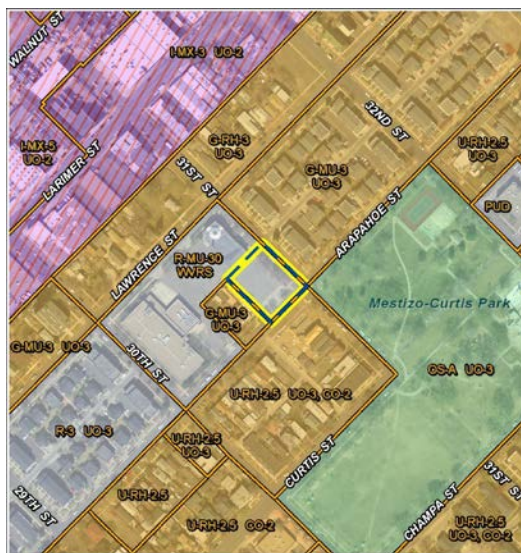 WALNUT ST
I-MX-3 UO-2
32ND ST
I-MX-5
UO-2
LARIMER ST
G-RH-3
UO-3
U-RH-2.5
UO-3
31ST ST
G-MU-3
UO-3
ARAPAHOE ST
PUD
LAWRENCE ST
R-MU-30
WVRS
Mestizo-Curtis Park
G-MU-3
UO-3
G-MU-3 UO-3
30TH ST
OS-A UO-3
U-RH-2.5 UO-3, CO-2
R-3 UO-3
U-RH-2.5
UO-3
CURTIS ST
31ST S
29TH ST
U-RH-2.5
U-RH-2.5 CO-2
CHAMPA ST
U-RH-2.5
UO-3, CO-2